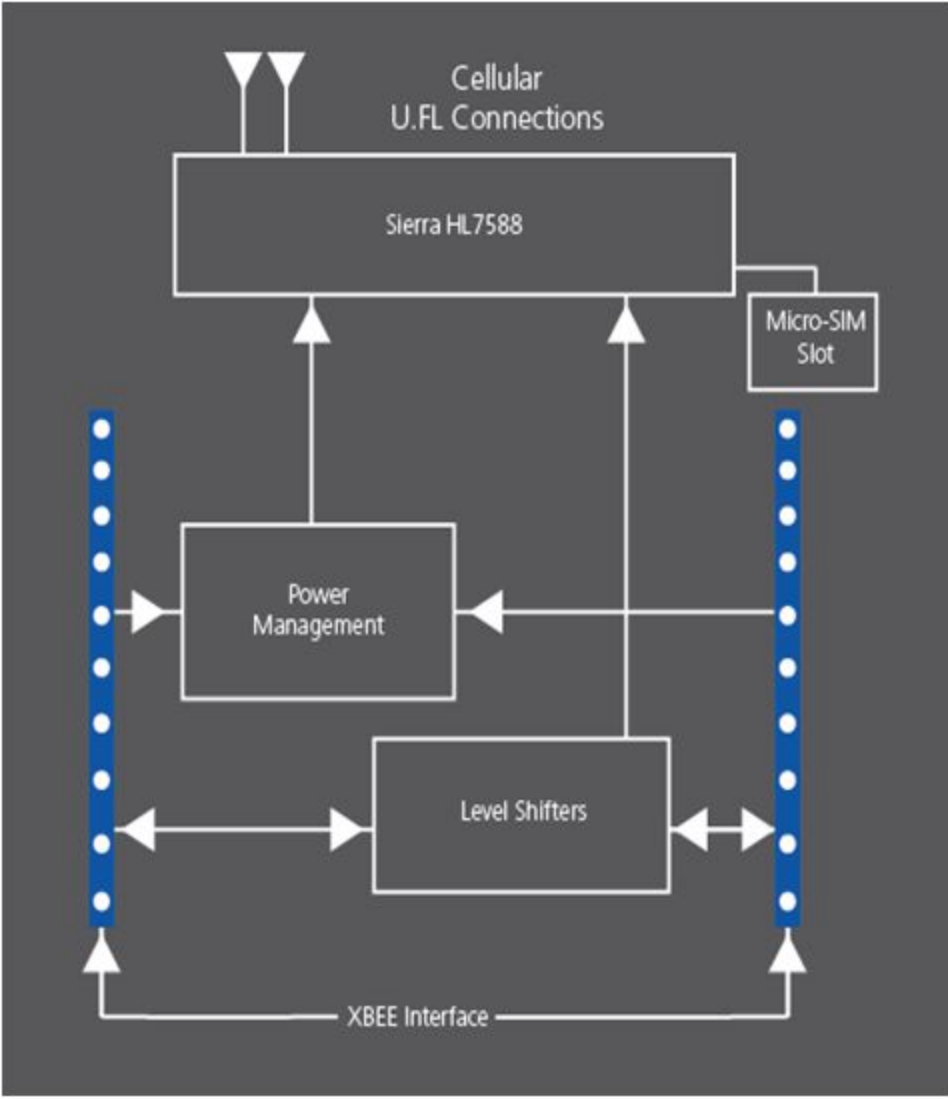 Cellular
U.FL Connections
Sierra HL7588
Micro-SIM
Slot
Power
Management
Level Shifters
XBEE Interface